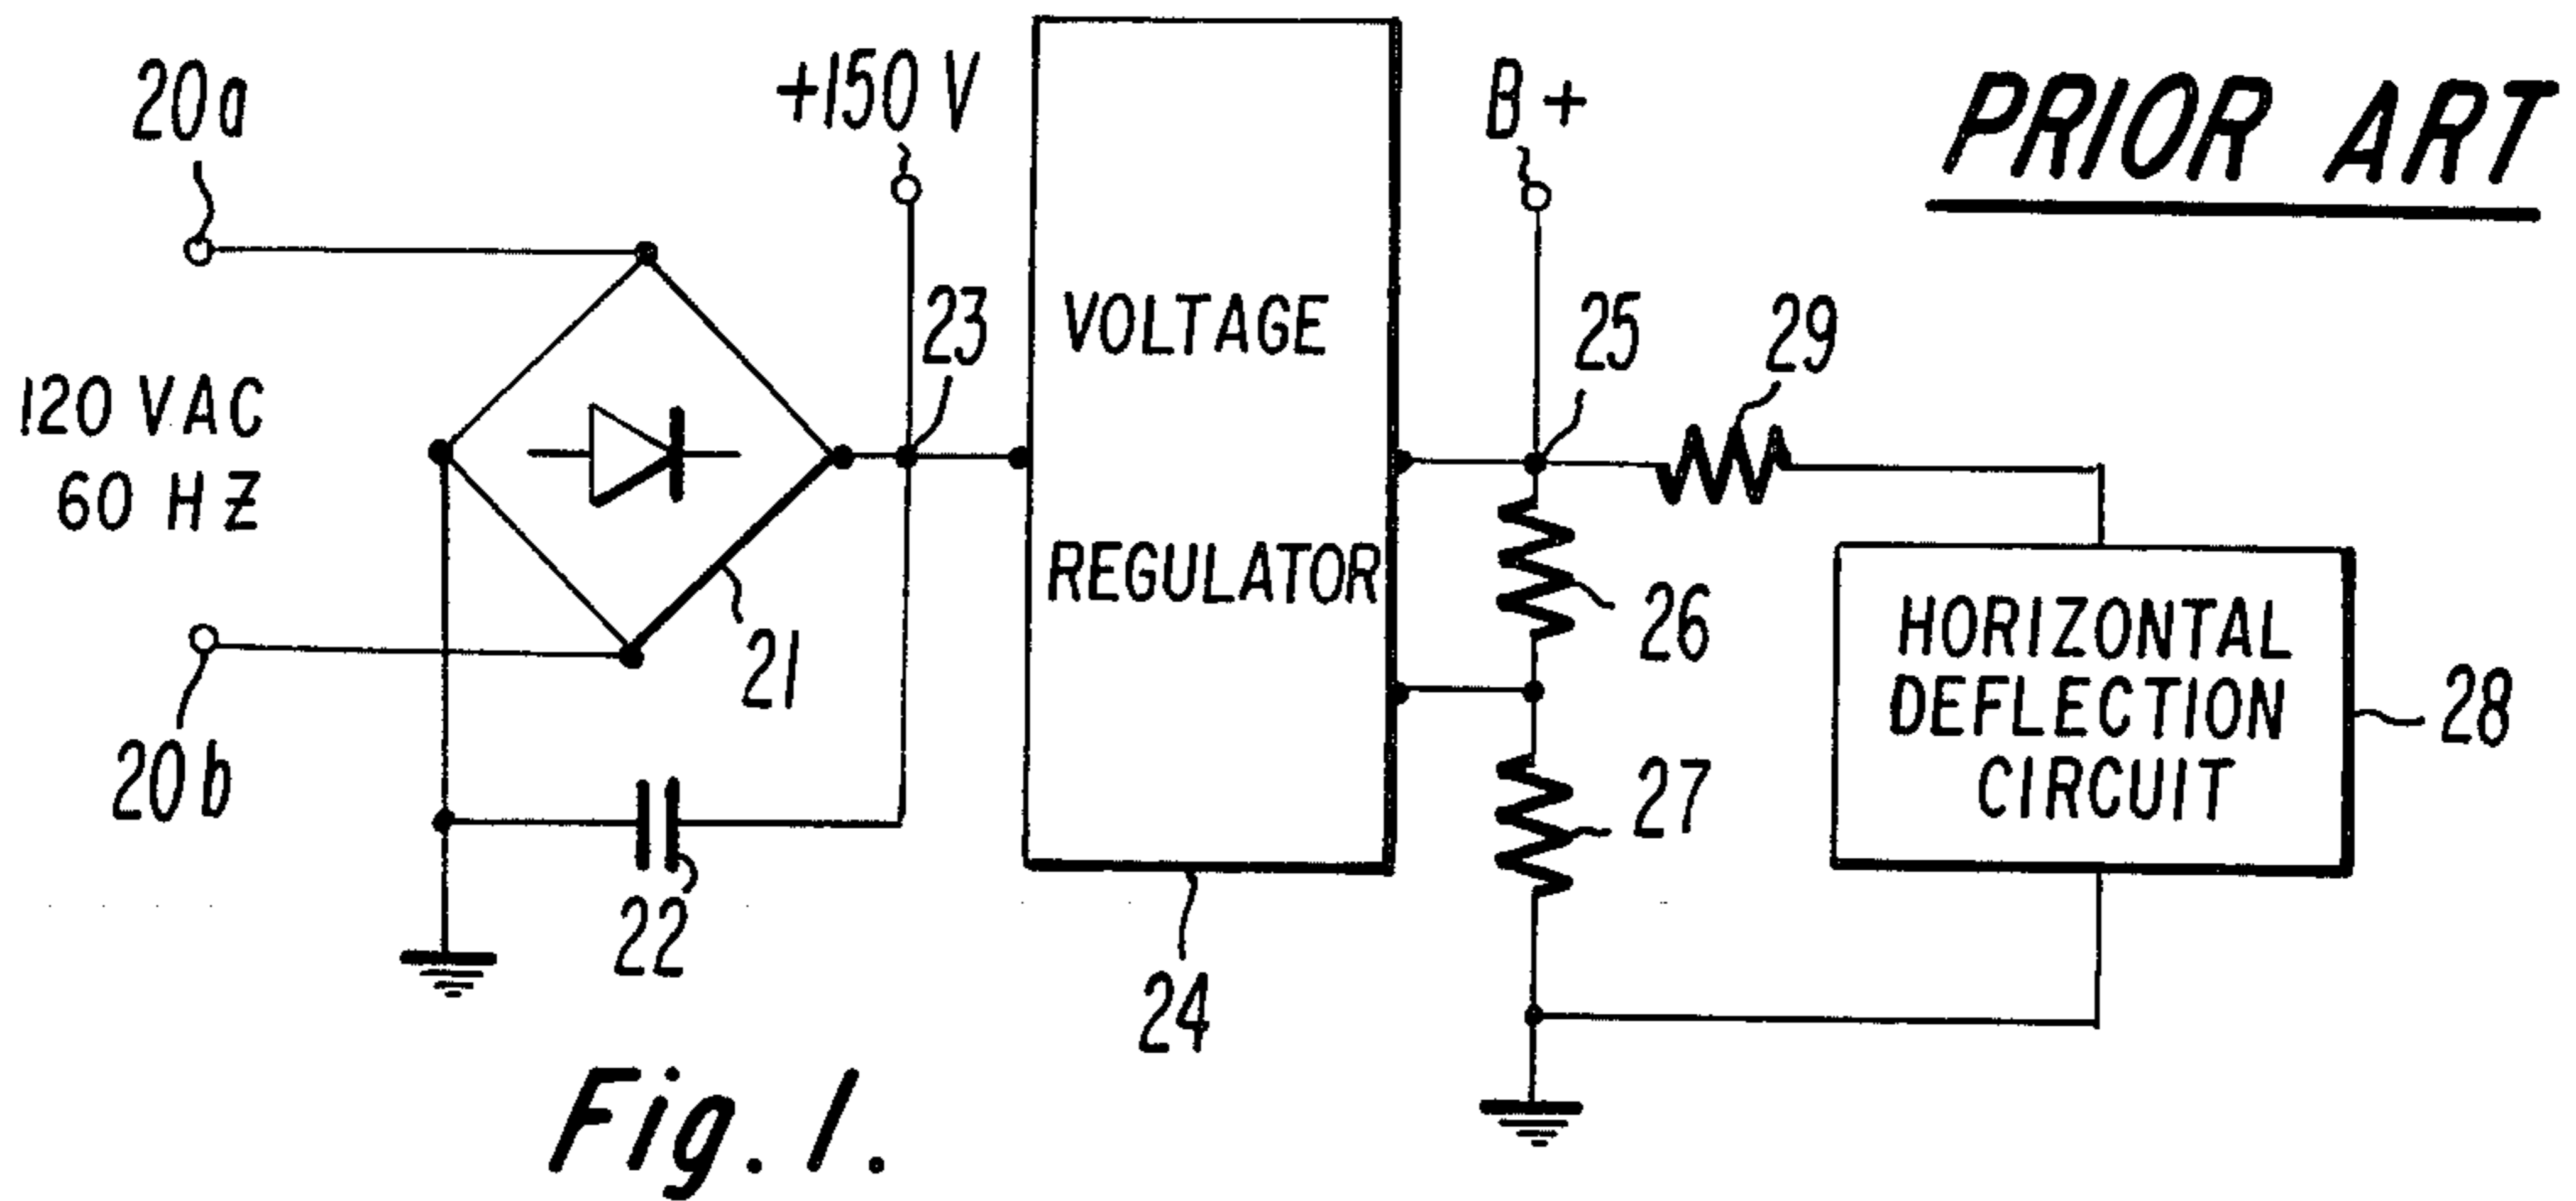 20a
+150 V
B+
PRIOR ART
120 VAC
60 HZ
23
VOLTAGE
REGULATOR
25
29
26
21
HORIZONTAL
DEFLECTION
CIRCUIT
28
20b
27
22
24
Fig. 1.